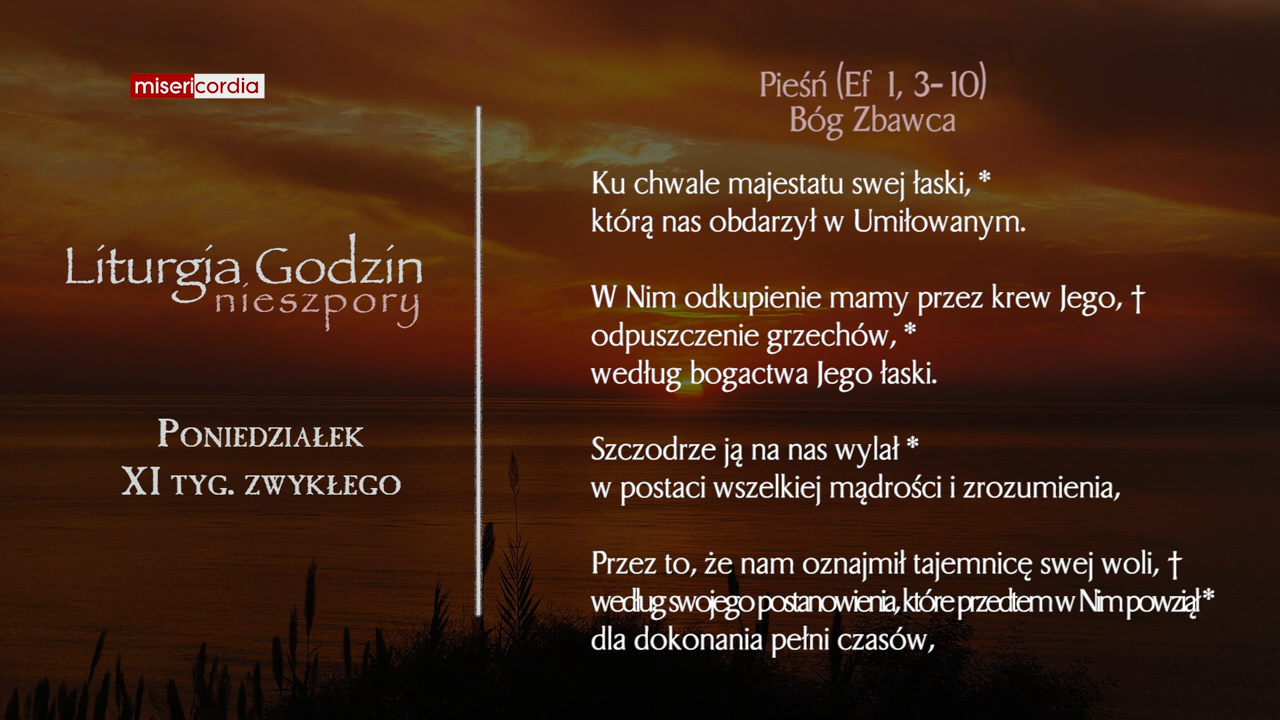 misericordia
Liturgia Godzin
nieszpory
Poniedziałek
XI tyg. zwykłego
Pieśń (Ef 1, 3-10)
Bóg Zbawca
Ku chwale majestatu swej łaski, *
którą nas obdarzył w Umiłowanym.
W Nim odkupienie mamy przez krew Jego, †
odpuszczenie grzechów, *
według bogactwa Jego łaski.
Szczodrze ją na nas wylał *
w postaci wszelkiej mądrości i zrozumienia,
Przez to, że nam oznajmił tajemnicę swej woli, †
według swojego postanowienia, które przedtem w Nim powziął *
dla dokonania pełni czasów,